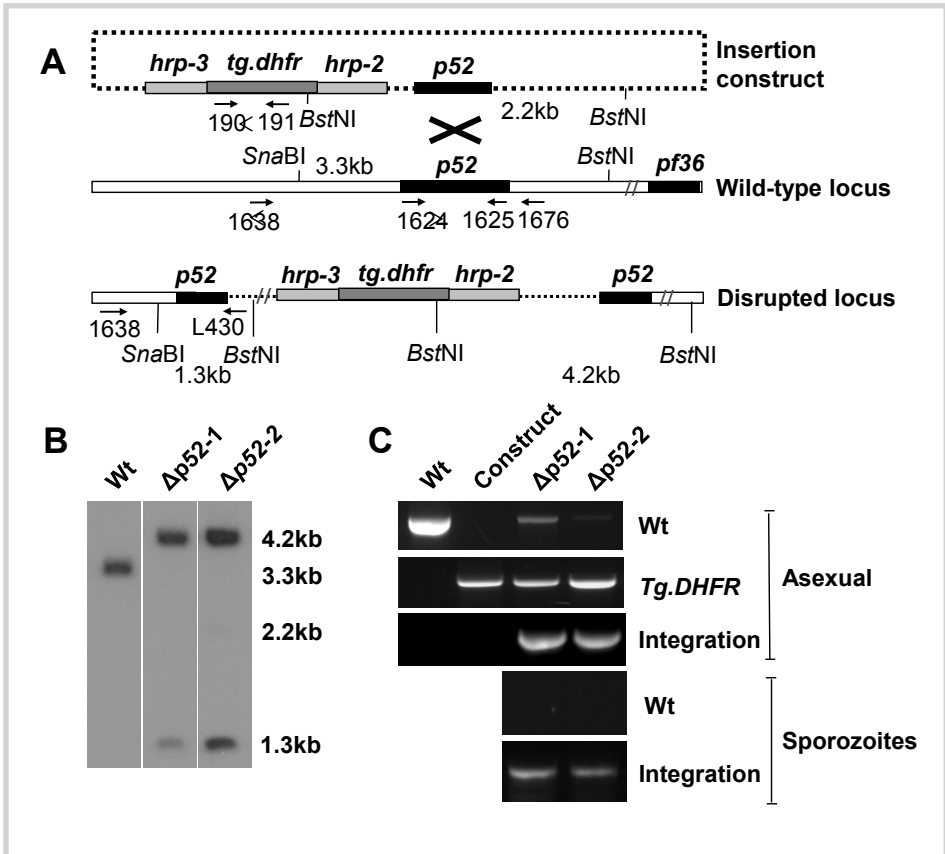 A
hrp-3 tg.dhfr hrp-2 p52
Insertion construct
190 191 BstNI 2.2kb BstNI
SnaBI 3.3kb p52 BstNI pf36
Wild-type locus
1638 1624 1625 1676
p52 hrp-3 tg.dhfr hrp-2 p52
Disrupted locus
1638 L430
SnaBI BstNI BstNI BstNI
1.3kb 4.2kb
B
Wt Δp52-1 Δp52-2
4.2kb
3.3kb
2.2kb
1.3kb
C
Wt Construct Δp52-1 Δp52-2
Wt
Tg.DHFR
Integration
Asexual
Wt
Integration
Sporozoites